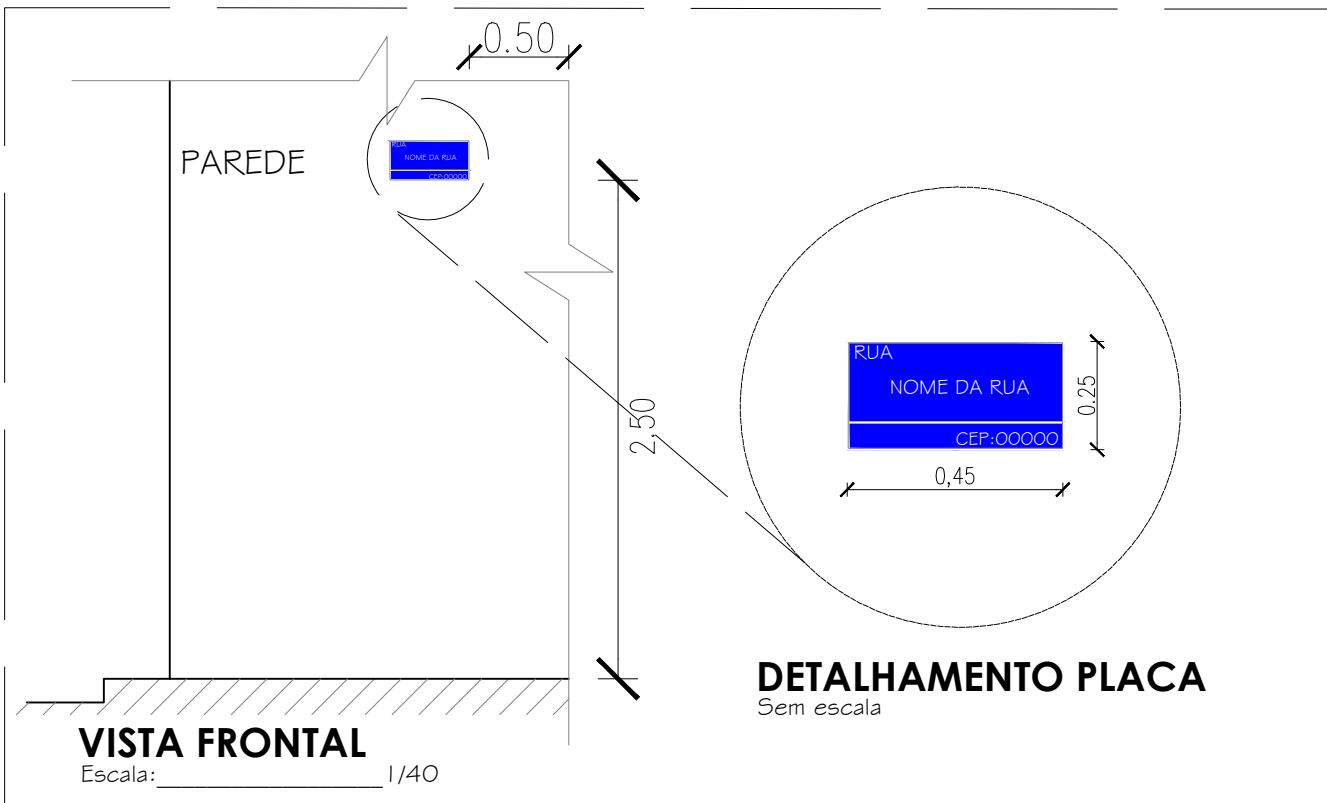 0.50
PAREDE
RUA
NOME DA RUA
CEP:00000
2,50
RUA
NOME DA RUA
CEP:00000
0.25
0,45
DETALHAMENTO PLACA
Sem escala
VISTA FRONTAL
Escala:__________________1/40